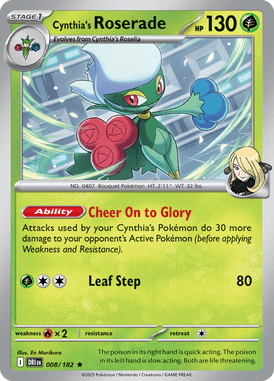 STAGE1 Cynthia's Roserade HP 130
Evolves from Cynthia's Roselia
NO. 0407 Bouquet Pokémon HT: 2'11" WT: 32 lbs.
Ability Cheer On to Glory
Attacks used by your Cynthia's Pokémon do 30 more
damage to your opponent's Active Pokémon (before applying
Weakness and Resistance).
Leaf Step 80
weakness ×2 resistance retreat
Illus. En Morikura
I DRI EN 008/182 ★
©2025 Pokémon / Nintendo / Creatures / GAME FREAK
The poison in its right hand is quick acting. The poison
in its left hand is slow acting. Both are life threatening.